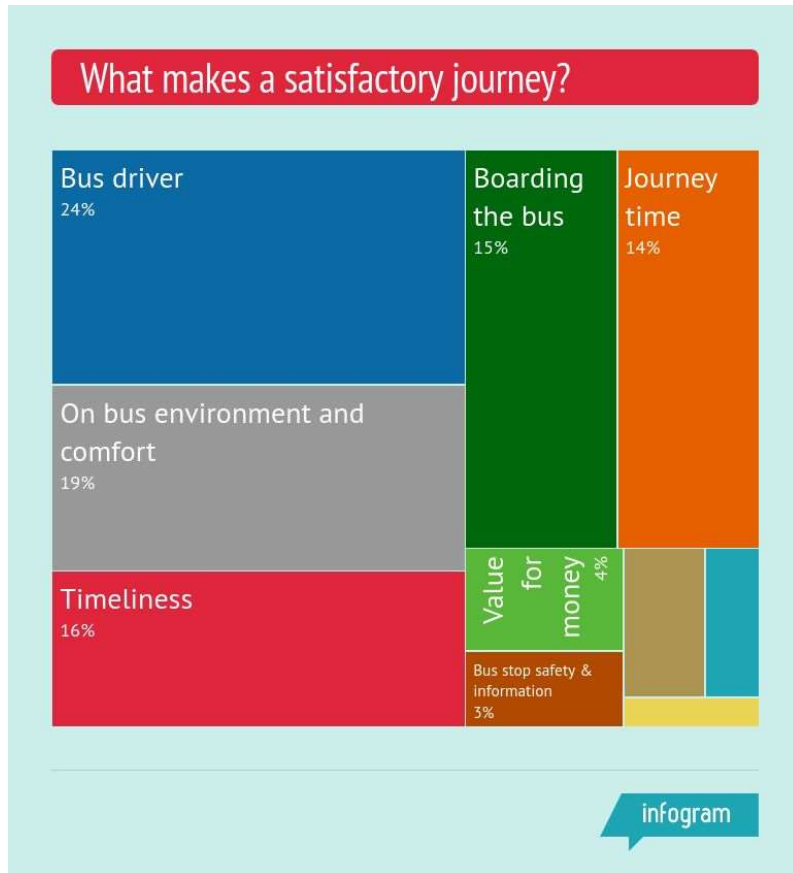 What makes a satisfactory journey?
Bus driver
24%
On bus environment and
comfort
19%
Timeliness
16%
Boarding
the bus
15%
Journey
time
14%
Value
for
money
4%
Bus stop safety &
information
3%
infogram